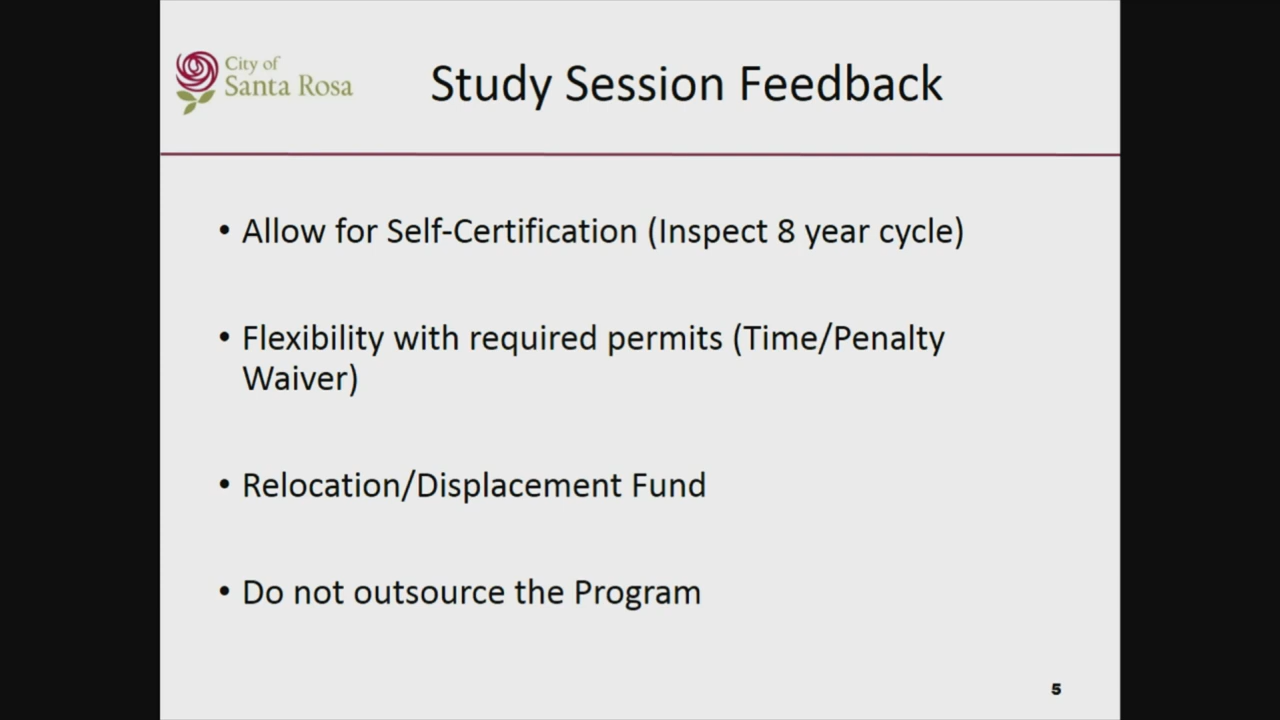 City of
Santa Rosa
Study Session Feedback
• Allow for Self-Certification (Inspect 8 year cycle)
• Flexibility with required permits (Time/Penalty
Waiver)
• Relocation/Displacement Fund
• Do not outsource the Program
5